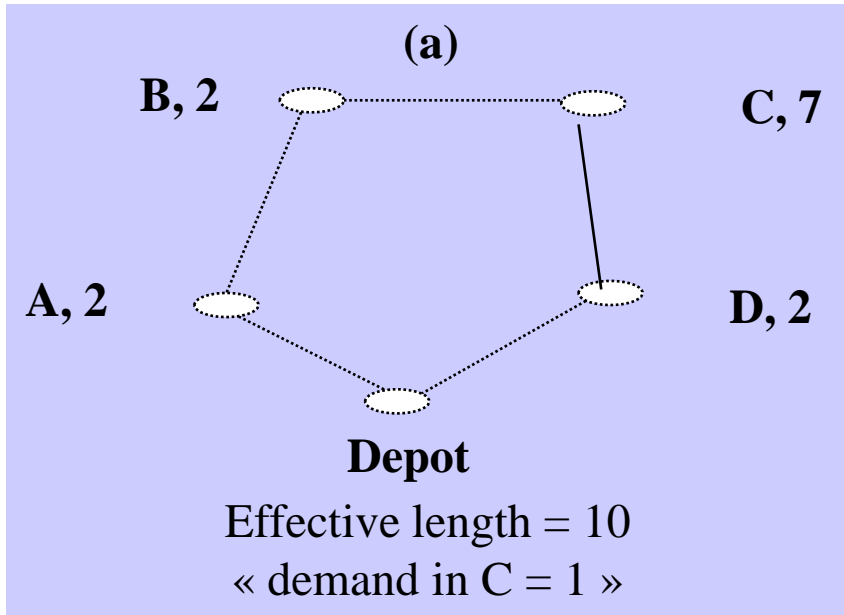 (a)
B, 2
C, 7
A, 2
D, 2
Depot
Effective length = 10
« demand in C = 1 »